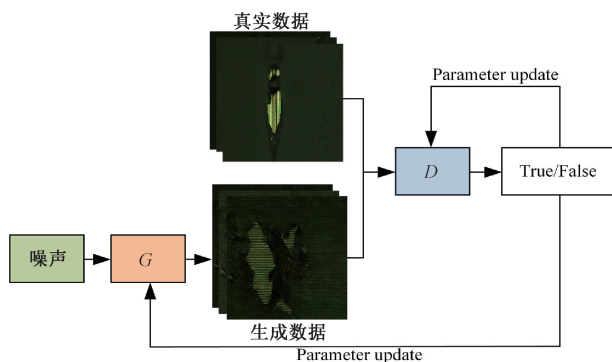 真实数据
Parameter update
D
True/False
噪声
G
生成数据
Parameter update